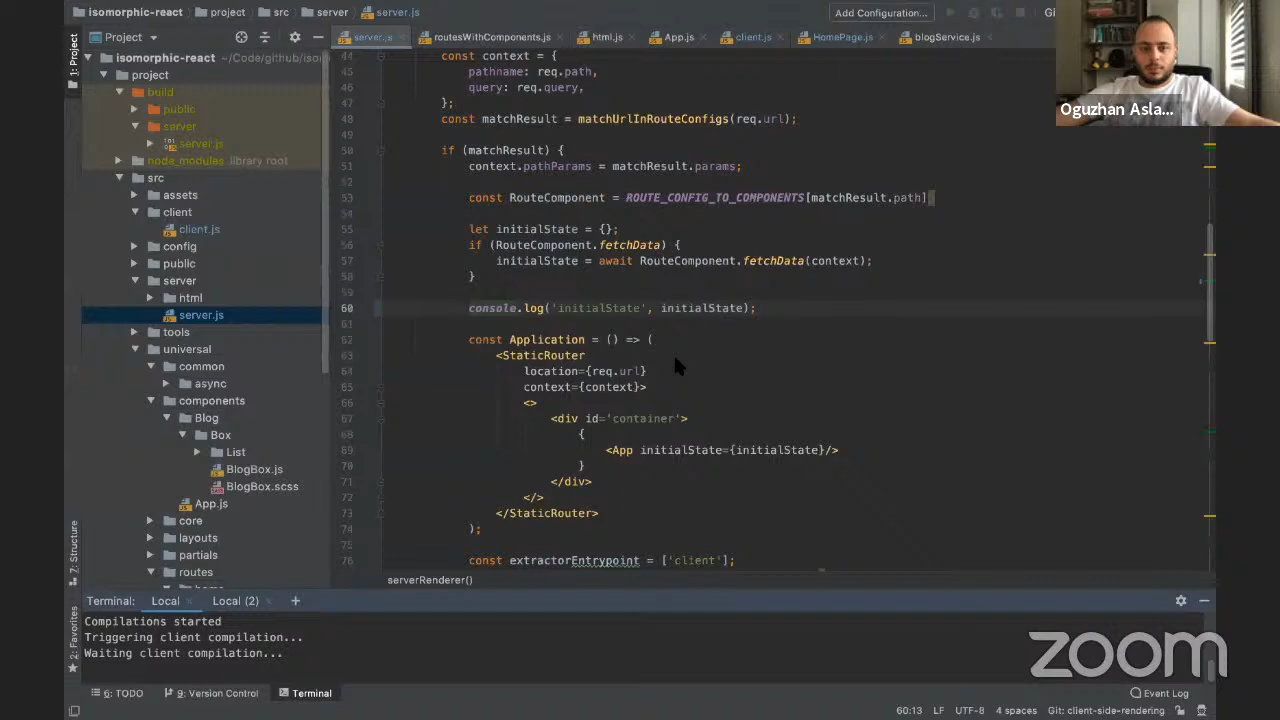 isomorphic-react
project
src
server
server.js
Add Configuration...
Gi
Oguzhan Asla...
1: Project
Project
server.js
routesWithComponents.js
html.js
App.js
client.js
HomePage.js
blogService.js
isomorphic-react ~/Code/github/iso
project
build
public
server
server.js
node_modules library root
src
assets
client
client.js
config
public
server
html
server.js
tools
universal
common
async
components
Blog
Box
List
BlogBox.js
BlogBox.scss
App.js
core
layouts
partials
routes
44 const context = {
45 pathname: req.path,
46 query: req.query,
47 };
48 const matchResult = matchUrlInRouteConfigs(req.url);
49
50 if (matchResult) {
51 context.pathParams = matchResult.params;
52
53 const RouteComponent = ROUTE_CONFIG_TO_COMPONENTS[matchResult.path]
54
55 let initialState = {};
56 if (RouteComponent.fetchData) {
57 initialState = await RouteComponent.fetchData(context);
58 }
59
60 console.log('initialState', initialState);
61
62 const Application = () => (
63 <StaticRouter
64 location={req.url}
65 context={context}>
66 <>
67 <div id='container'>
68 {
69 <App initialState={initialState}/>
70 }
71 </div>
72 </>
73 </StaticRouter>
74 );
75
76 const extractorEntrypoint = ['client'];
serverRenderer()
7: Structure
2: Favorites
Terminal: Local Local (2) +
Compilations started
Triggering client compilation...
Waiting client compilation...
zoom
6: TODO
9: Version Control
Terminal
Event Log
60:13 LF UTF-8 4 spaces Git: client-side-rendering